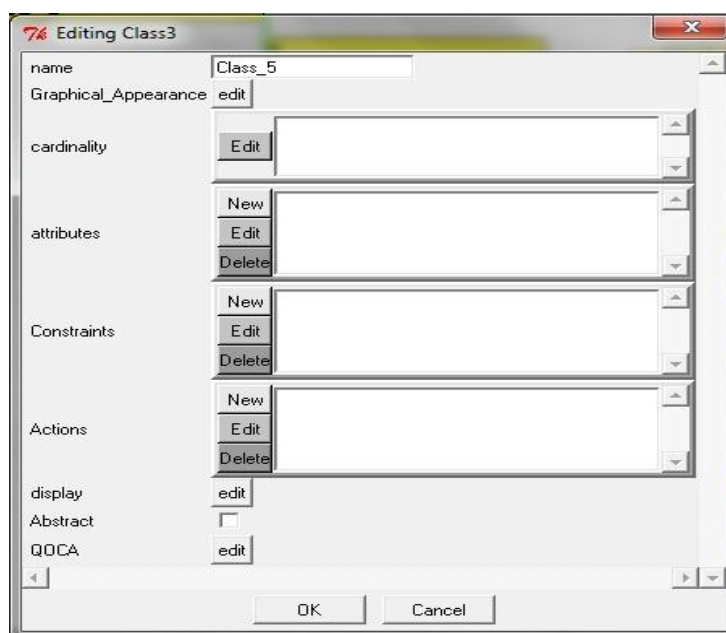 Tk Editing Class3
name Class_5
Graphical_Appearance edit
cardinality Edit
New
attributes Edit
Delete
New
Constraints Edit
Delete
New
Actions Edit
Delete
display edit
Abstract
QOCA edit
OK Cancel